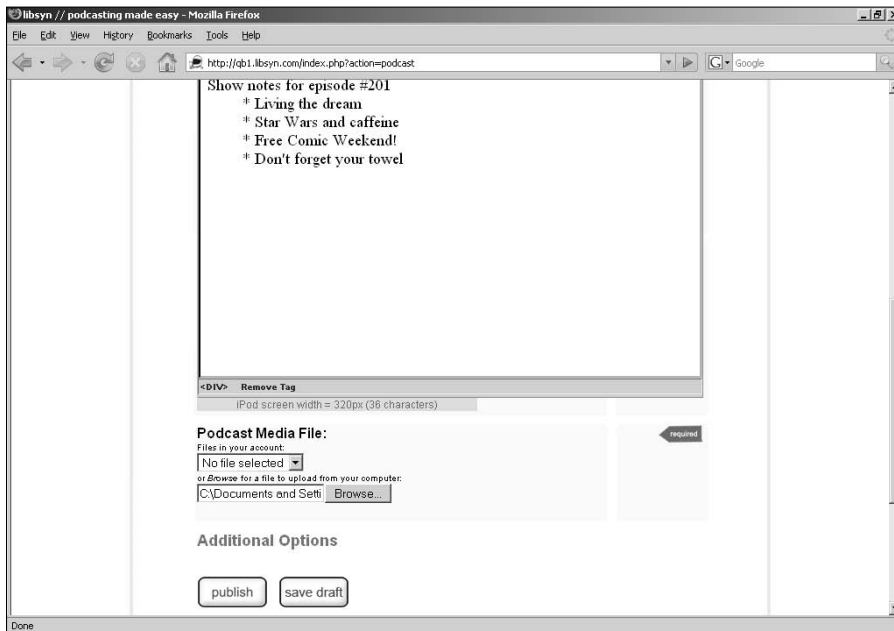 libsyn // podcasting made easy - Mozilla Firefox
File Edit View History Bookmarks Tools Help
http://qb1.libsyn.com/index.php?action=podcast
G Google
Show notes for episode #201
* Living the dream
* Star Wars and caffeine
* Free Comic Weekend!
* Don't forget your towel
<DIV> Remove Tag
iPod screen width = 320px (36 characters)
Podcast Media File:
required
Files in your account:
No file selected
or Browse for a file to upload from your computer:
C:\Documents and Setti Browse...
Additional Options
publish save draft
Done